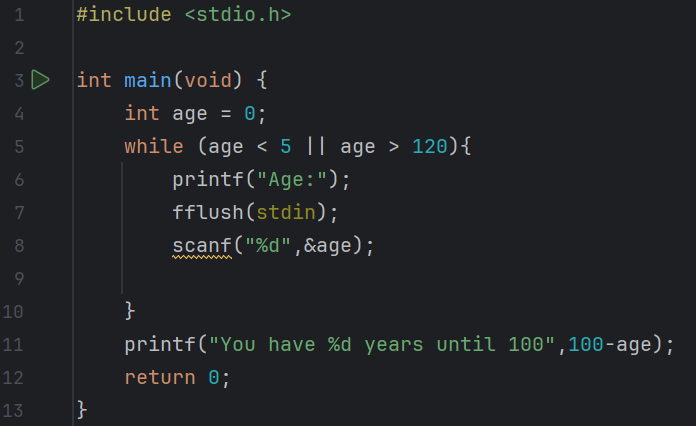 1 #include <stdio.h>
2
3 int main(void) {
4     int age = 0;
5     while (age < 5 || age > 120){
6         printf("Age:");
7         fflush(stdin);
8         scanf("%d",&age);
9
10     }
11     printf("You have %d years until 100",100-age);
12     return 0;
13 }